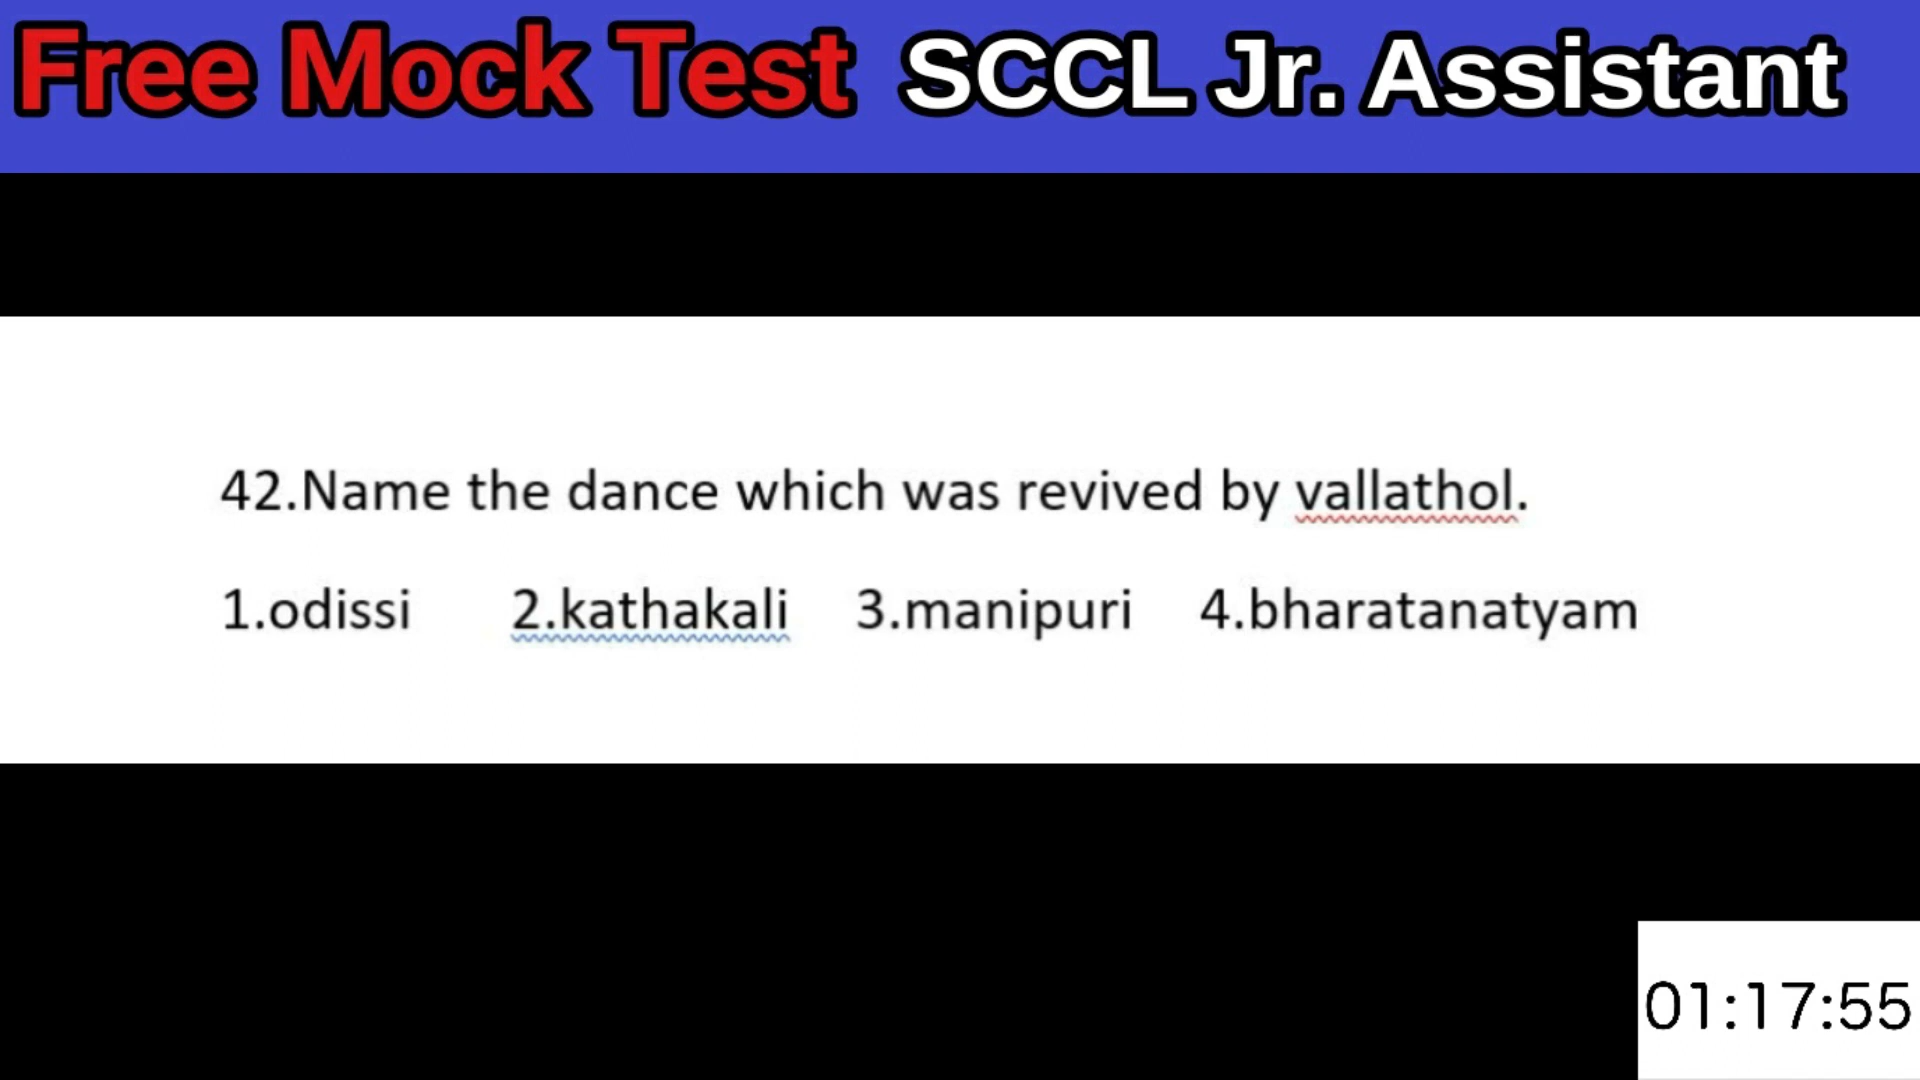 Free Mock Test SCCL Jr. Assistant
42.Name the dance which was revived by vallathol.
1.odissi 2.kathakali 3.manipuri 4.bharatanatyam
01:17:55